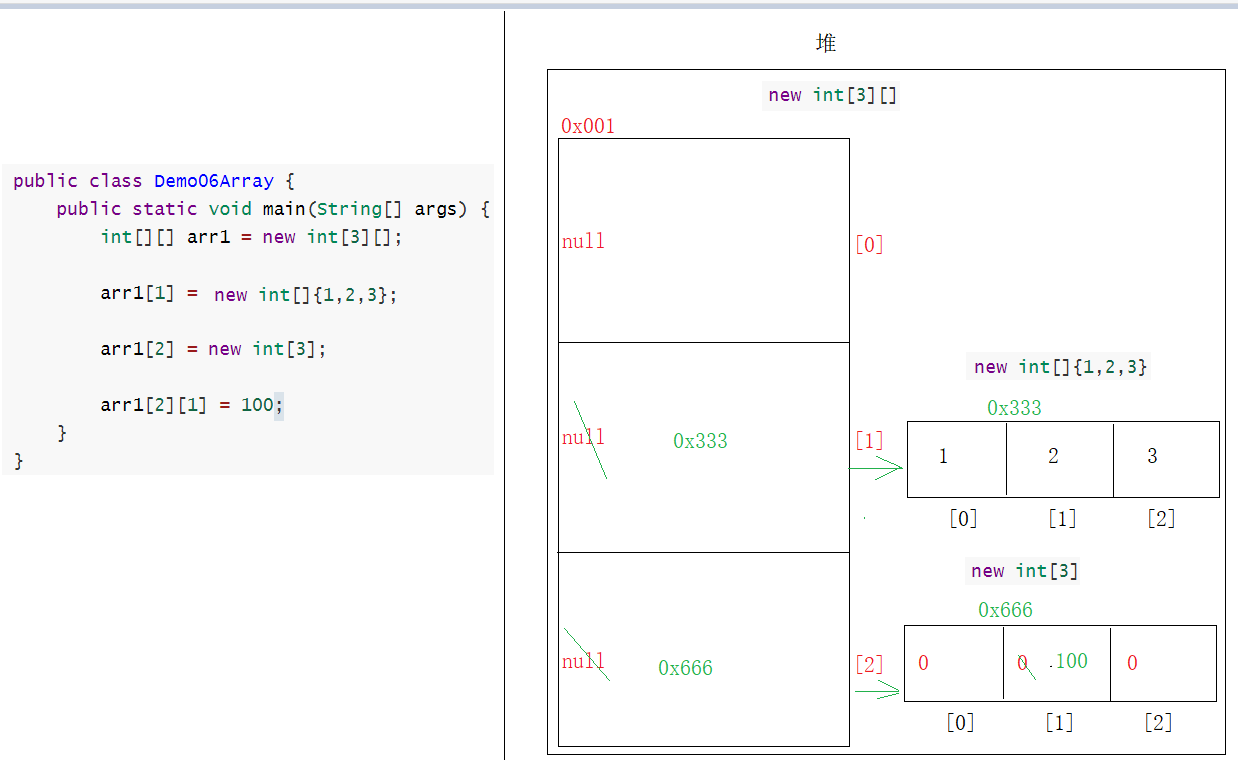 public class Demo06Array {
public static void main(String[] args) {
int[][] arr1 = new int[3][];
arr1[1] = new int[]{1,2,3};
arr1[2] = new int[3];
arr1[2][1] = 100;
}
}
堆
new int[3][]
0x001
null
[0]
null
0x333
[1]
new int[]{1,2,3}
0x333
1 2 3
[0] [1] [2]
null
0x666
[2]
new int[3]
0x666
0 0 .100 0
[0] [1] [2]